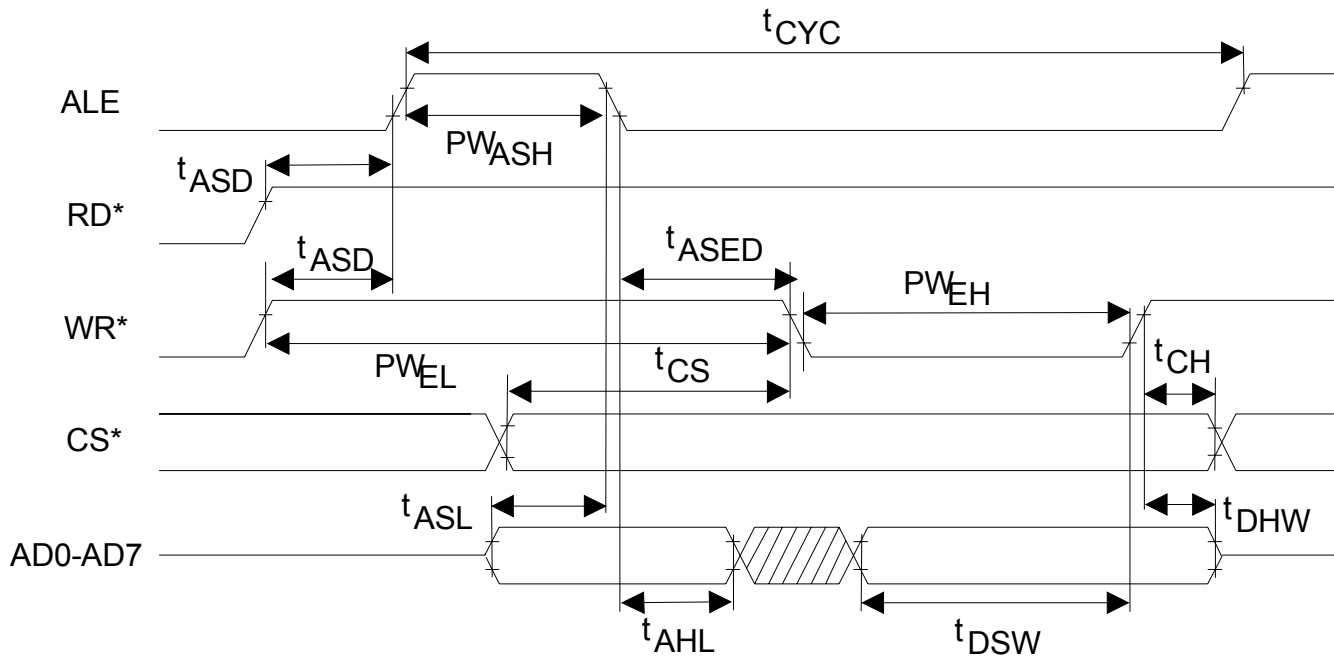 tCYC
ALE
PWASH
tASD
RD*
tASD
tASED
PWEH
WR*
PWEL
tCS
tCH
CS*
tASL
tDHW
AD0-AD7
tAHL
tDSW